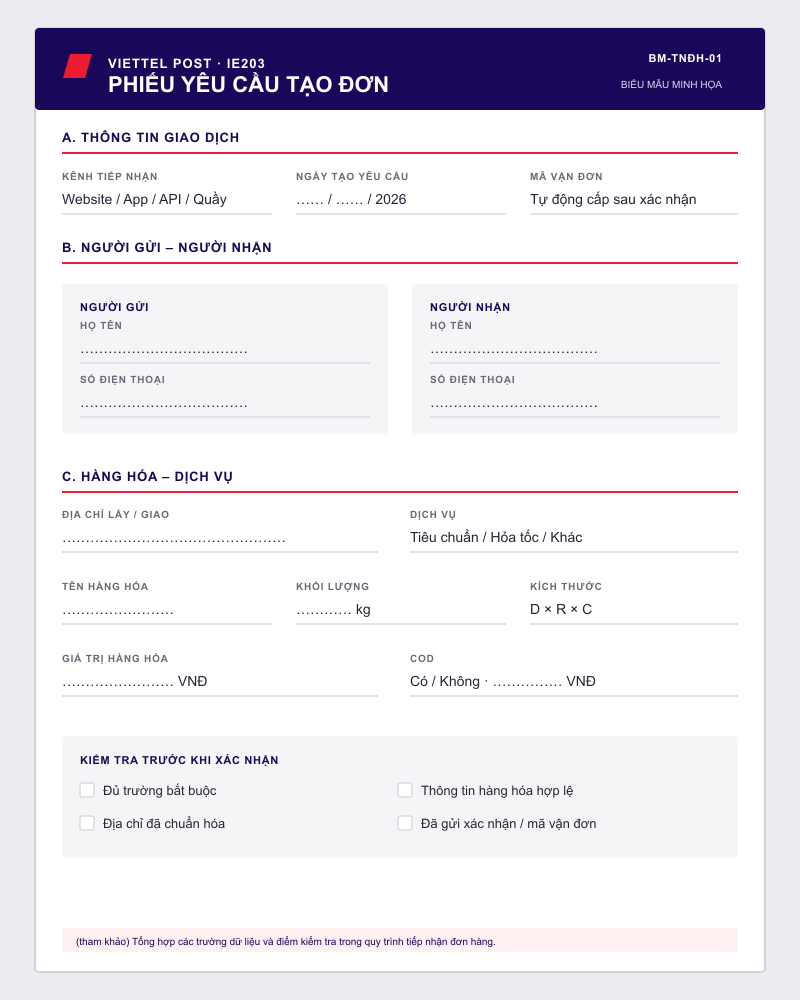 VIETTEL POST · IE203
PHIẾU YÊU CẦU TẠO ĐƠN
BM-TNĐH-01
BIỂU MẪU MINH HỌA
A. THÔNG TIN GIAO DỊCH
KÊNH TIẾP NHẬN
Website / App / API / Quầy
NGÀY TẠO YÊU CẦU
...... / ...... / 2026
MÃ VẬN ĐƠN
Tự động cấp sau xác nhận
B. NGƯỜI GỬI – NGƯỜI NHẬN
NGƯỜI GỬI
HỌ TÊN
....................................
SỐ ĐIỆN THOẠI
....................................
NGƯỜI NHẬN
HỌ TÊN
....................................
SỐ ĐIỆN THOẠI
....................................
C. HÀNG HÓA – DỊCH VỤ
ĐỊA CHỈ LẤY / GIAO
................................................
DỊCH VỤ
Tiêu chuẩn / Hỏa tốc / Khác
TÊN HÀNG HÓA
........................
KHỐI LƯỢNG
............ kg
KÍCH THƯỚC
D × R × C
GIÁ TRỊ HÀNG HÓA
........................ VNĐ
COD
Có / Không · ............... VNĐ
KIỂM TRA TRƯỚC KHI XÁC NHẬN
Đủ trường bắt buộc
Thông tin hàng hóa hợp lệ
Địa chỉ đã chuẩn hóa
Đã gửi xác nhận / mã vận đơn
(tham khảo) Tổng hợp các trường dữ liệu và điểm kiểm tra trong quy trình tiếp nhận đơn hàng.